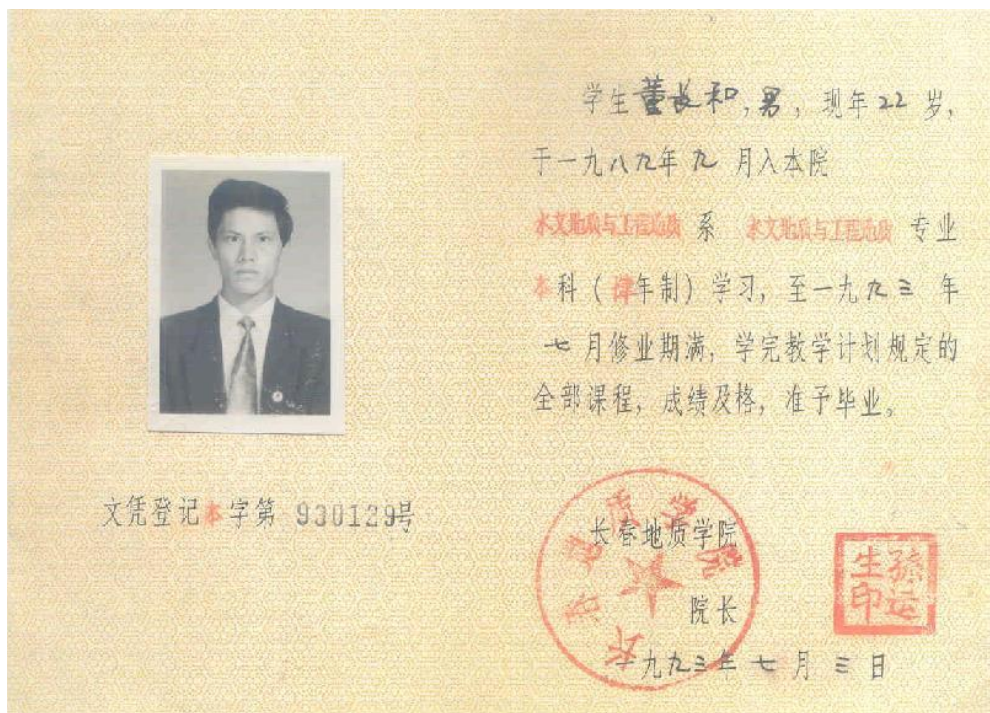 学生董长和,男,现年22岁,
于一九八九年九月入本院
水文地质与工程地质系 水文地质与工程地质专业
本科(肆年制)学习,至一九九三年
七月修业期满,学完教学计划规定的
全部课程,成绩及格,准予毕业。
文凭登记本字第 930129号
长春地质学院
长春地质学院
院长
孙运生印
一九九三年七月三日